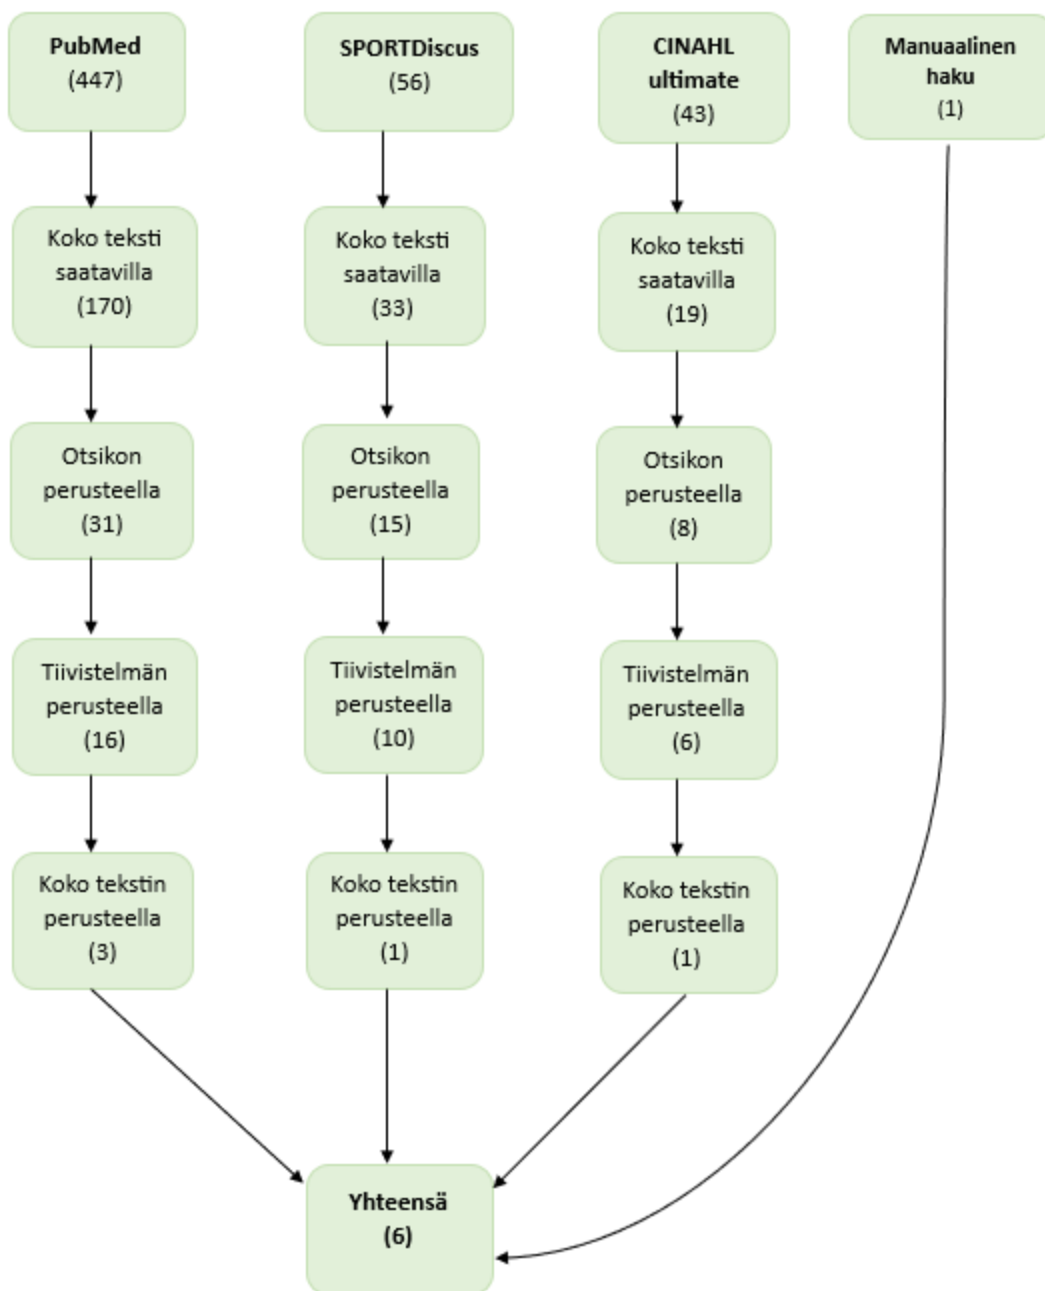 PubMed
(447)
SPORTDiscus
(56)
CINAHL
ultimate
(43)
Manuaalinen
haku
(1)
Koko teksti
saatavilla
(170)
Koko teksti
saatavilla
(33)
Koko teksti
saatavilla
(19)
Otsikon
perusteella
(31)
Otsikon
perusteella
(15)
Otsikon
perusteella
(8)
Tiivistelmän
perusteella
(16)
Tiivistelmän
perusteella
(10)
Tiivistelmän
perusteella
(6)
Koko tekstin
perusteella
(3)
Koko tekstin
perusteella
(1)
Koko tekstin
perusteella
(1)
Yhteensä
(6)